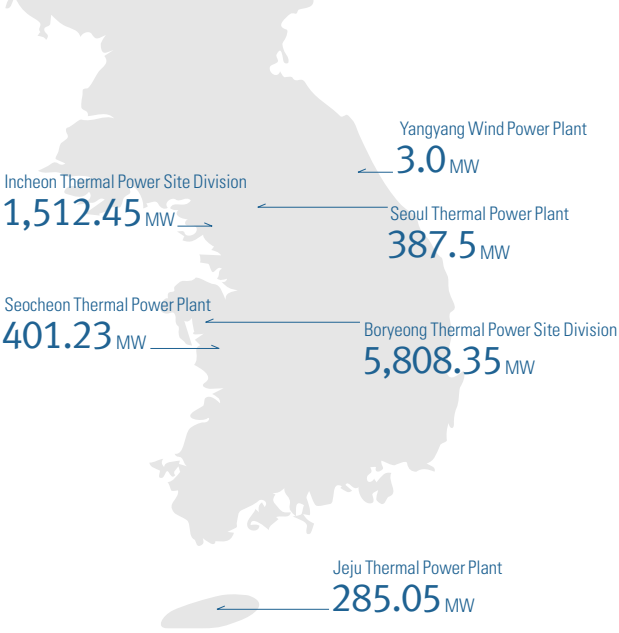 Yangyang Wind Power Plant
3.0 MW
Incheon Thermal Power Site Division
1,512.45 MW
Seoul Thermal Power Plant
387.5 MW
Seocheon Thermal Power Plant
401.23 MW
Boryeong Thermal Power Site Division
5,808.35 MW
Jeju Thermal Power Plant
285.05 MW